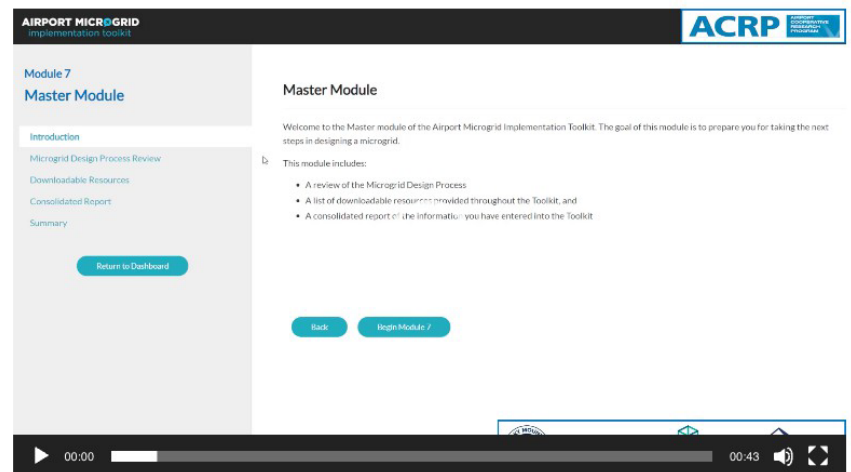 AIRPORT MICROGRID
implementation toolkit
ACRP
AIRPORT
COOPERATIVE
RESEARCH
PROGRAM
Module 7
Master Module
Introduction
Microgrid Design Process Review
Downloadable Resources
Consolidated Report
Summary
Return to Dashboard
Master Module
Welcome to the Master module of the Airport Microgrid Implementation Toolkit. The goal of this module is to prepare you for taking the next
steps in designing a microgrid.
This module includes:
• A review of the Microgrid Design Process
• A list of downloadable resources provided throughout the Toolkit, and
• A consolidated report of the information you have entered into the Toolkit
Back
Begin Module 7
00:00
00:43